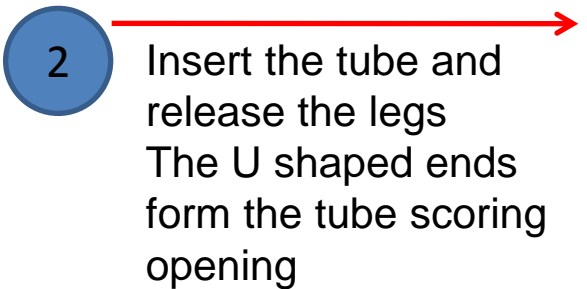 2
Insert the tube and
release the legs
The U shaped ends
form the tube scoring
opening